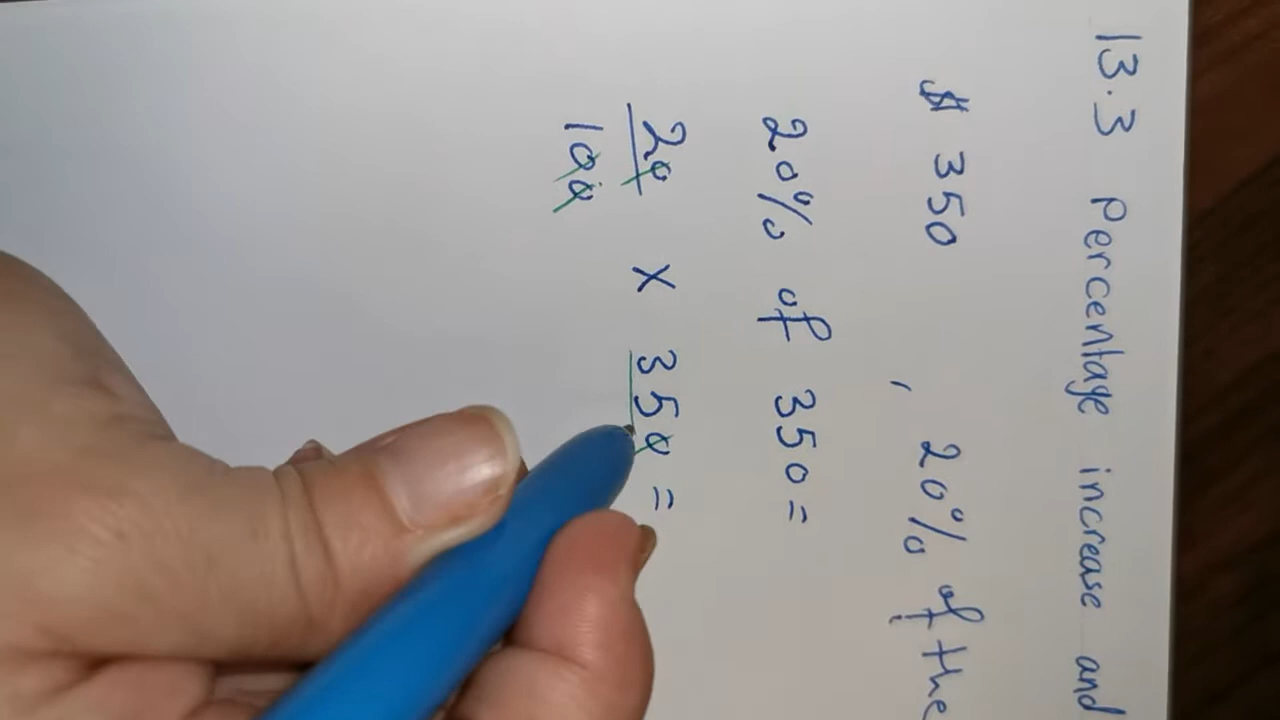 13.3 Percentage increase and
$ 350 , 20% of the
20% of 350 =
20
100 × 350 =